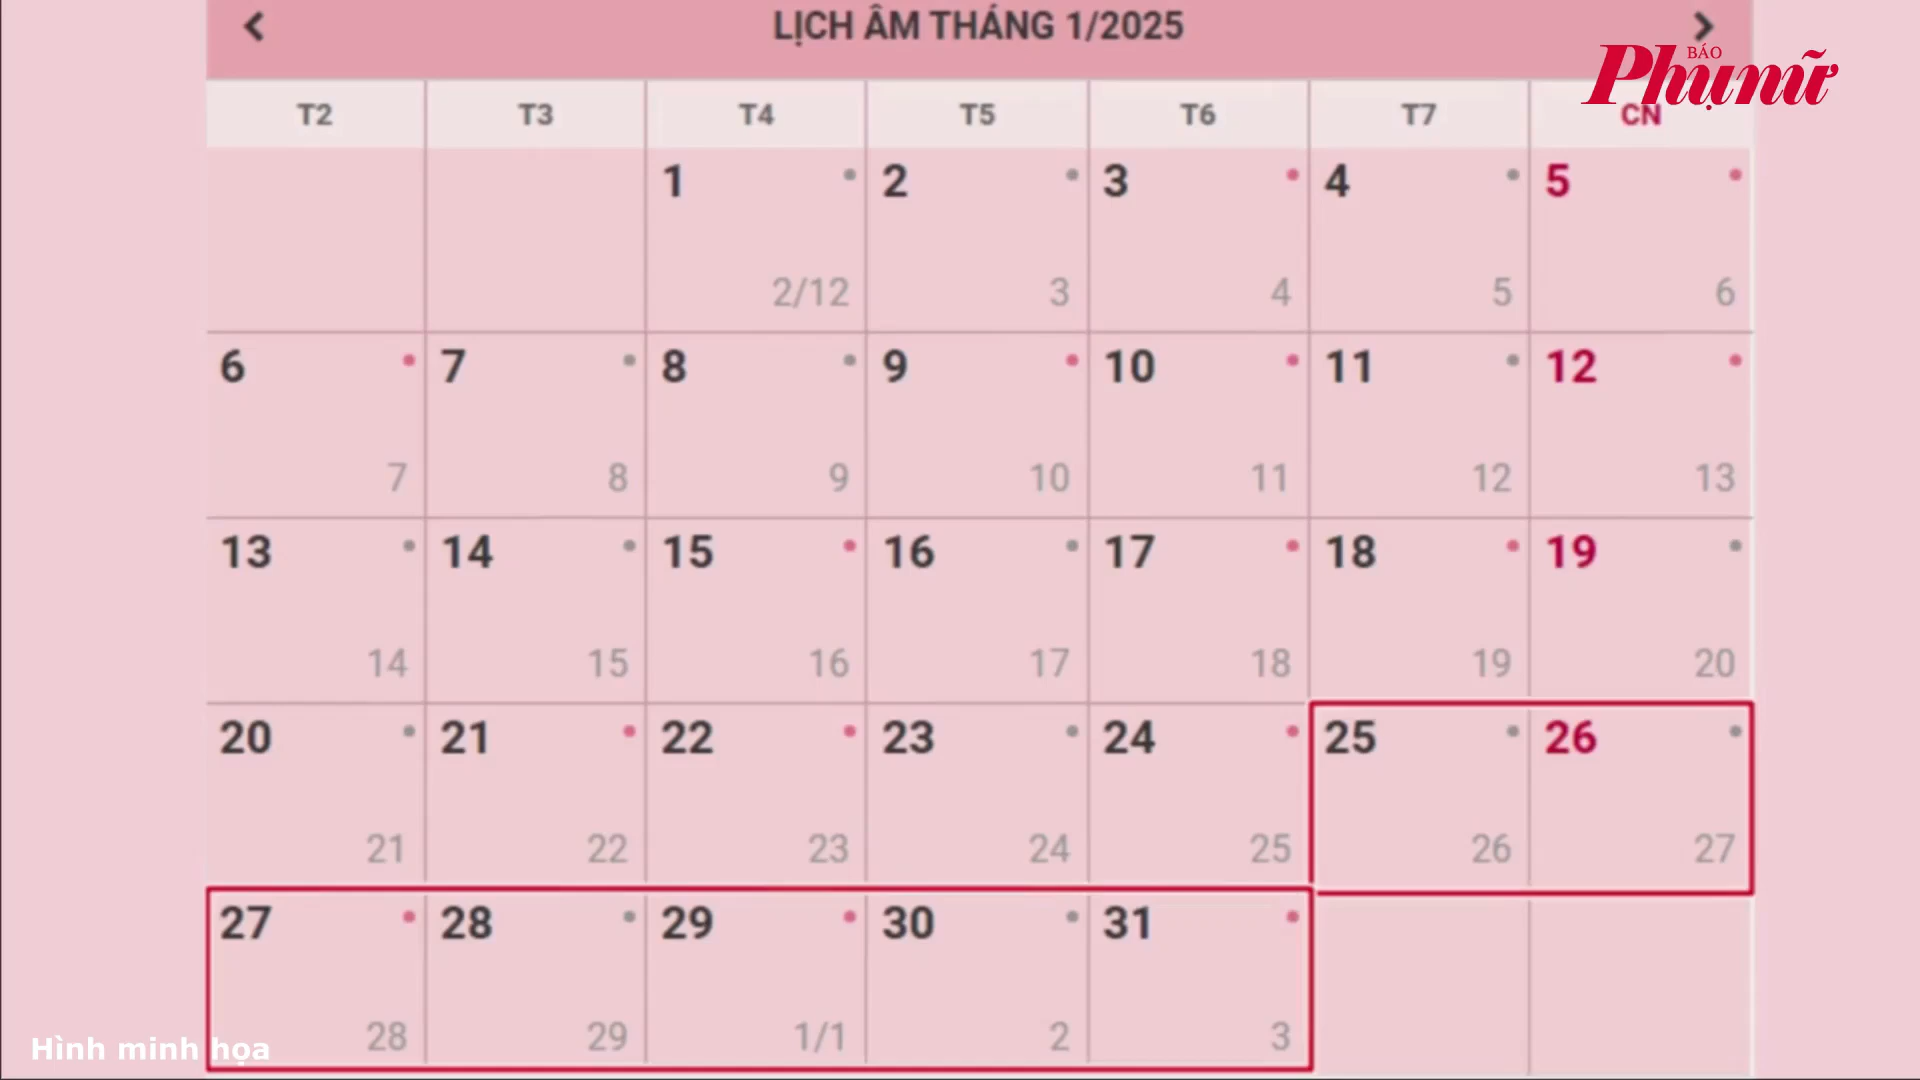 LỊCH ÂM THÁNG 1/2025
BÁO
Phụ nữ
T2 T3 T4 T5 T6 T7 CN
1 2 3 4 5
2/12 3 4 5 6
6 7 8 9 10 11 12
7 8 9 10 11 12 13
13 14 15 16 17 18 19
14 15 16 17 18 19 20
20 21 22 23 24 25 26
21 22 23 24 25 26 27
27 28 29 30 31
28 29 1/1 2 3
Hình minh họa